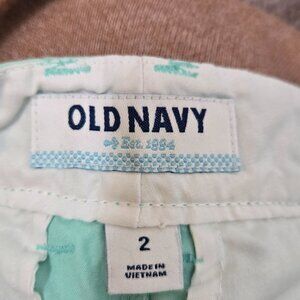 OLD NAVY
Est. 1994
2
MADE IN
VIETNAM